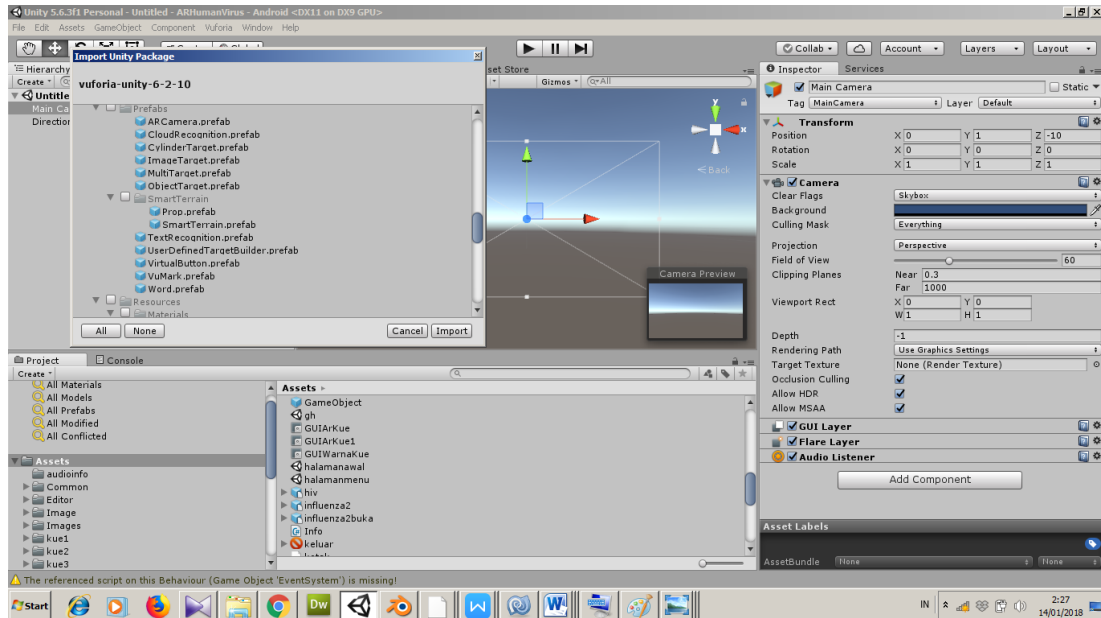 Unity 5.6.3f1 Personal - Untitled - ARHumanVirus - Android <DX11 on DX9 GPU>
File Edit Assets GameObject Component Vuforia Window Help
Collab Account Layers Layout
Import Unity Package
vuforia-unity-6-2-10
Prefabs
ARCamera.prefab
CloudRecognition.prefab
CylinderTarget.prefab
ImageTarget.prefab
MultiTarget.prefab
ObjectTarget.prefab
SmartTerrain
Prop.prefab
SmartTerrain.prefab
TextRecognition.prefab
UserDefinedTargetBuilder.prefab
VirtualButton.prefab
VuMark.prefab
Word.prefab
Resources
Materials
All None Cancel Import
Hierarchy
Create
Untitle
Main Ca
Direction
set Store
Gizmos All
y
x
Back
Camera Preview
Inspector Services
Main Camera Static
Tag MainCamera Layer Default
Transform
Position X 0 Y 1 Z -10
Rotation X 0 Y 0 Z 0
Scale X 1 Y 1 Z 1
Camera
Clear Flags Skybox
Background
Culling Mask Everything
Projection Perspective
Field of View 60
Clipping Planes Near 0.3
Far 1000
Viewport Rect X 0 Y 0
W 1 H 1
Depth -1
Rendering Path Use Graphics Settings
Target Texture None (Render Texture)
Occlusion Culling
Allow HDR
Allow MSAA
GUI Layer
Flare Layer
Audio Listener
Add Component
Asset Labels
AssetBundle None None
Project Console
Create
All Materials
All Models
All Prefabs
All Modified
All Conflicted
Assets
audioinfo
Common
Editor
Image
Images
kue1
kue2
kue3
Assets
GameObject
gh
GUIArKue
GUIArKue1
GUIWarnaKue
halamanawal
halamanmenu
hiv
influenza2
influenza2buka
Info
keluar
The referenced script on this Behaviour (Game Object 'EventSystem') is missing!
Start Dw W IN 2:27
14/01/2018